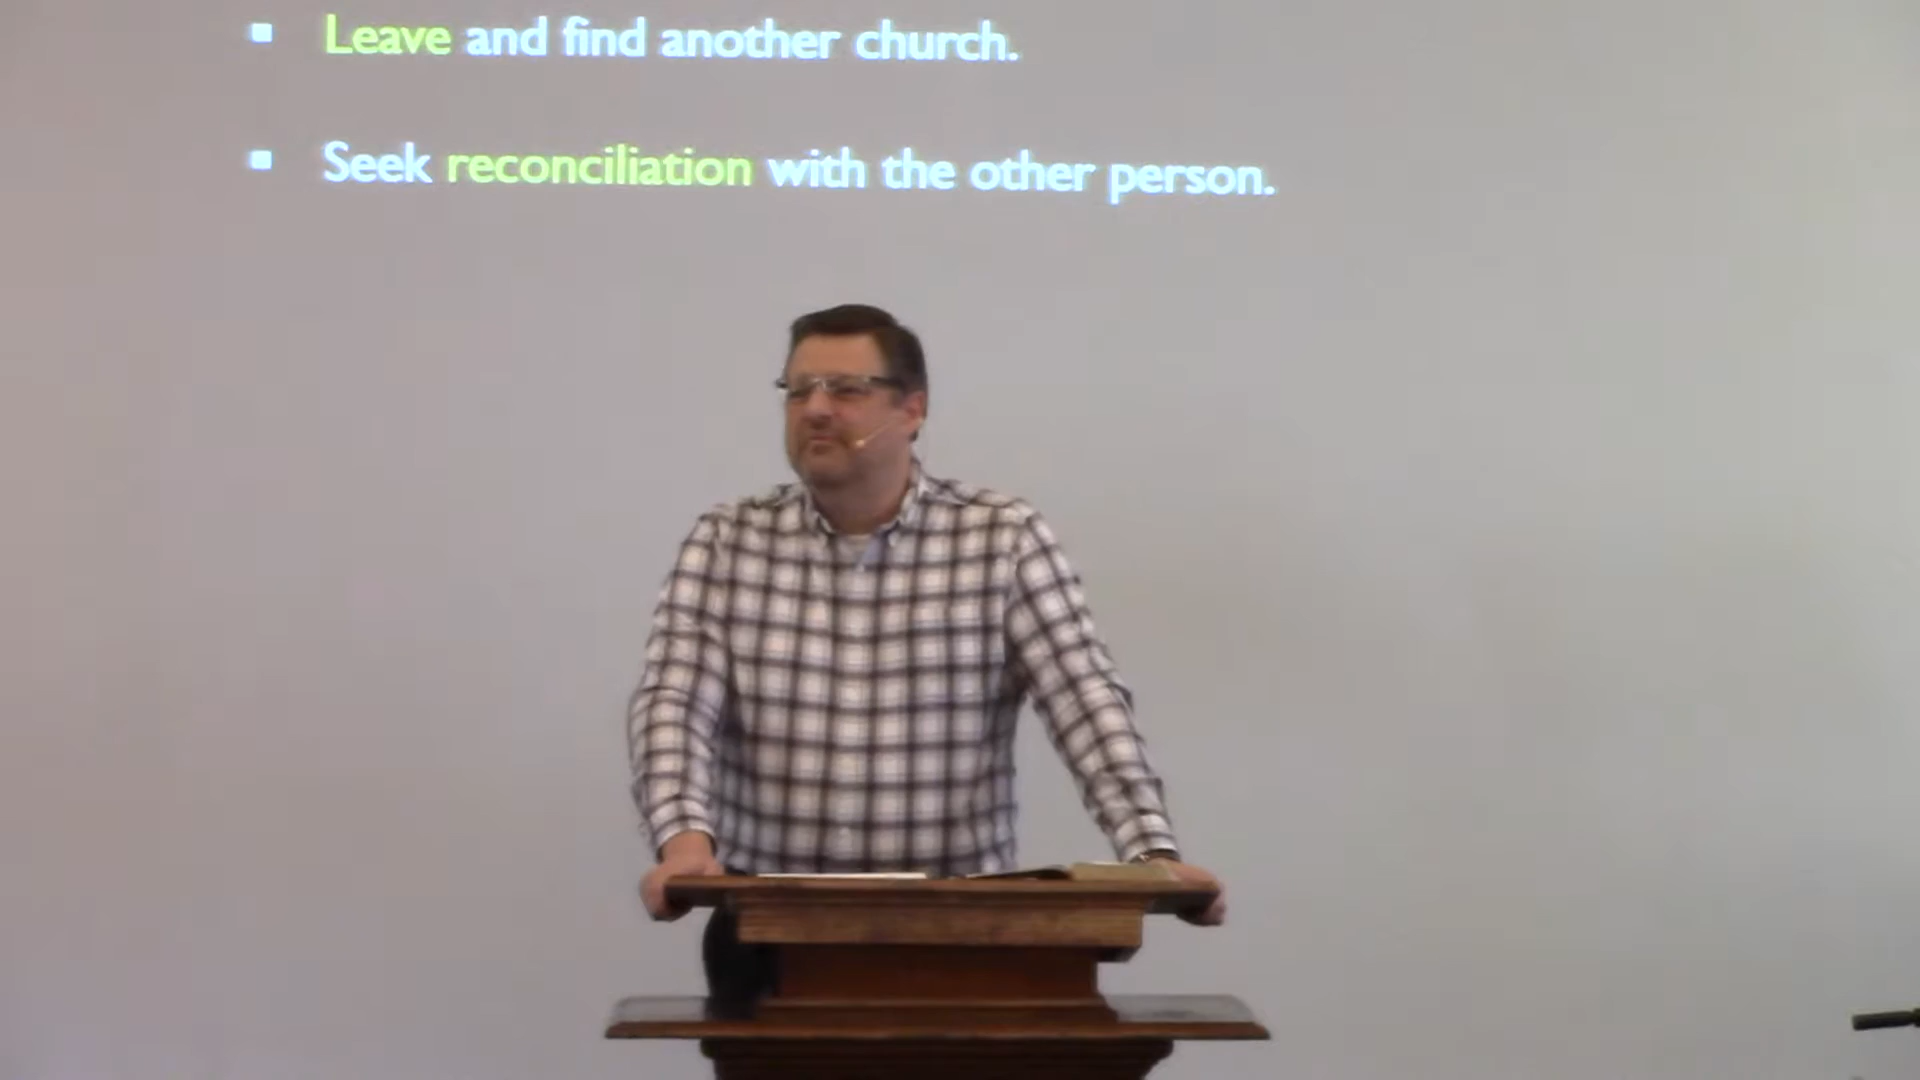 ▪ Leave and find another church.
▪ Seek reconciliation with the other person.